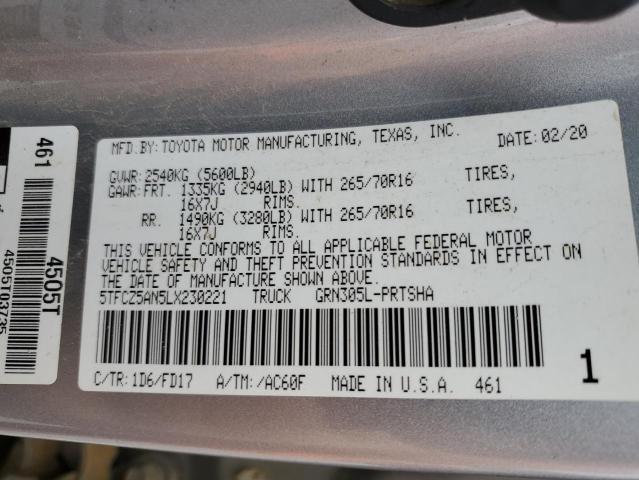 MFD.BY:TOYOTA MOTOR MANUFACTURING, TEXAS, INC. DATE:02/20
GVWR:2540KG (5600LB)
GAWR:FRT. 1335KG (2940LB) WITH 265/70R16 TIRES,
16X7J RIMS.
RR. 1490KG (3280LB) WITH 265/70R16 TIRES,
16X7J RIMS.
THIS VEHICLE CONFORMS TO ALL APPLICABLE FEDERAL MOTOR
VEHICLE SAFETY AND THEFT PREVENTION STANDARDS IN EFFECT ON
THE DATE OF MANUFACTURE SHOWN ABOVE.
5TFCZ5AN5LX230221 TRUCK GRN305L-PRTSHA
C/TR:1D6/FD17 A/TM:/AC60F MADE IN U.S.A. 461
1
461
4505T
4505T03735